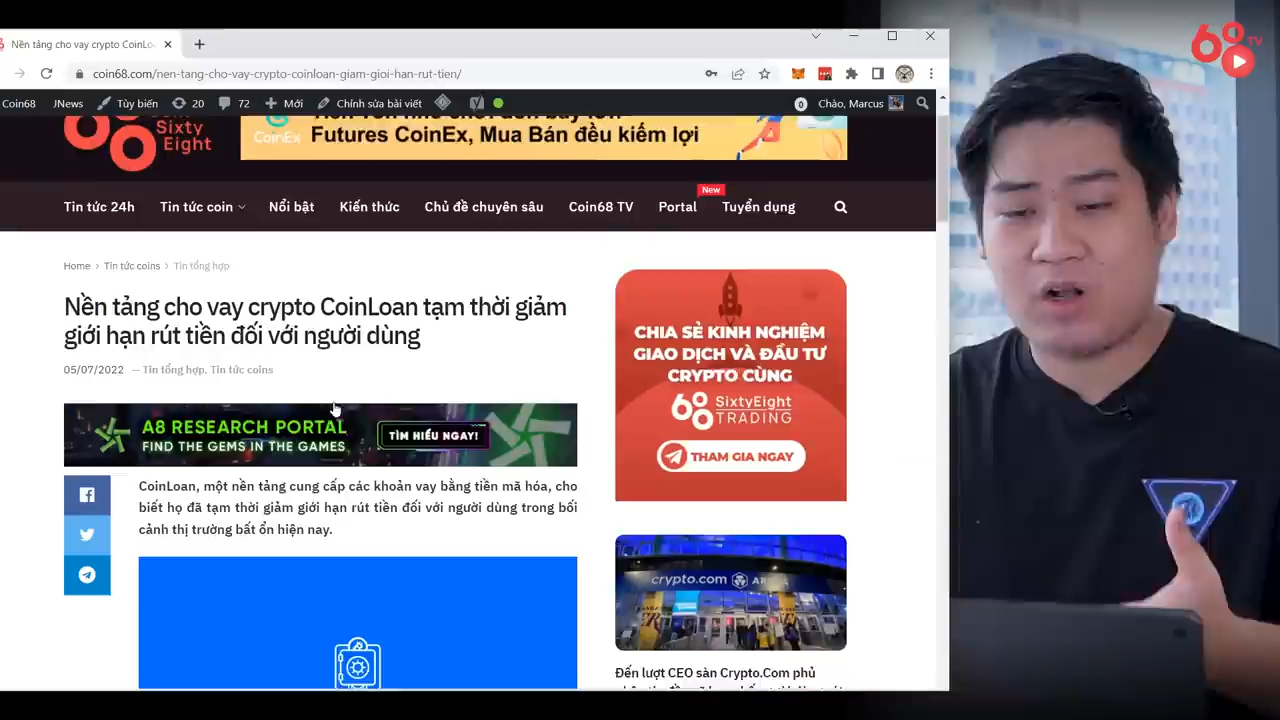 Nền tảng cho vay crypto CoinLo
coin68.com/nen-tang-cho-vay-crypto-coinloan-giam-gioi-han-rut-tien/
Coin68 JNews Tùy biến 20 72 Mới Chỉnh sửa bài viết 0 Chào, Marcus
68 TV
Sixty
Eight
CoinEx
Futures CoinEx, Mua Bán đều kiếm lợi
New
Tin tức 24h Tin tức coin Nổi bật Kiến thức Chủ đề chuyên sâu Coin68 TV Portal Tuyển dụng
Home > Tin tức coins > Tin tổng hợp
Nền tảng cho vay crypto CoinLoan tạm thời giảm
giới hạn rút tiền đối với người dùng
05/07/2022 — Tin tổng hợp, Tin tức coins
A8 RESEARCH PORTAL
FIND THE GEMS IN THE GAMES
TÌM HIỂU NGAY!
CoinLoan, một nền tảng cung cấp các khoản vay bằng tiền mã hóa, cho
biết họ đã tạm thời giảm giới hạn rút tiền đối với người dùng trong bối
cảnh thị trường bất ổn hiện nay.
CHIA SẺ KINH NGHIỆM
GIAO DỊCH VÀ ĐẦU TƯ
CRYPTO CÙNG
68 SIXTYEIGHT
TRADING
THAM GIA NGAY
crypto.com
Đến lượt CEO sàn Crypto.Com phủ